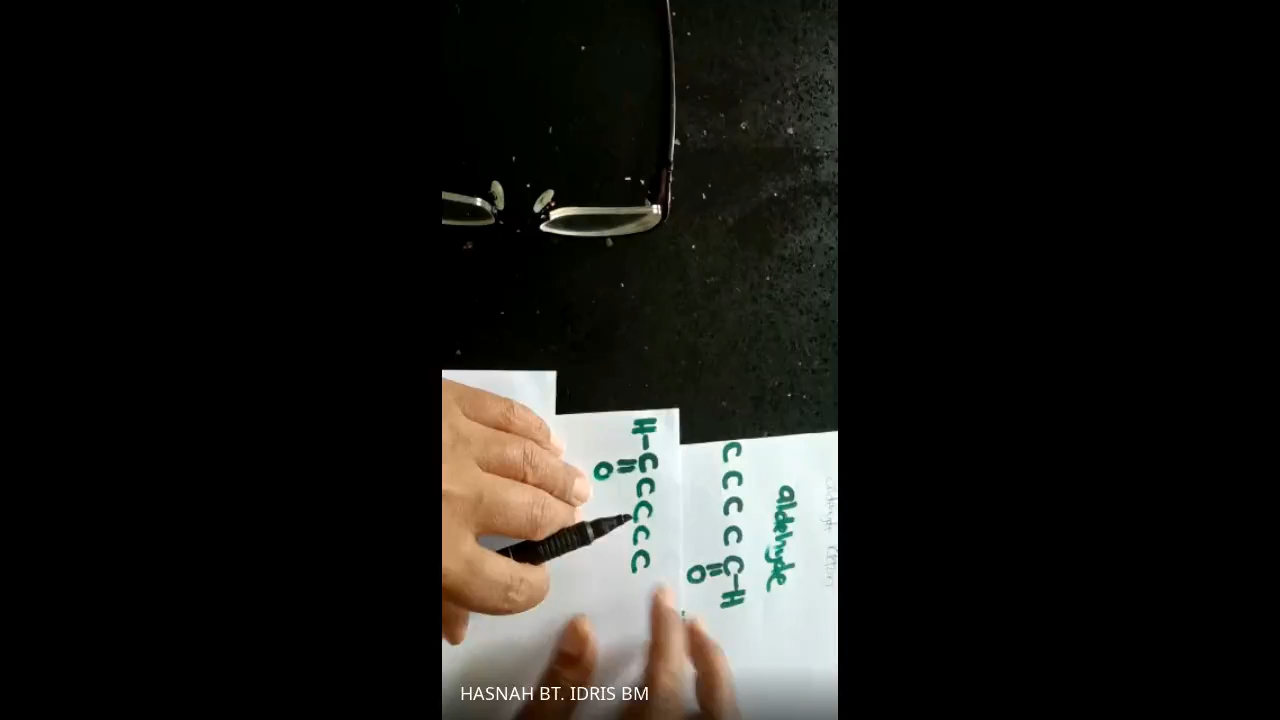 aldehyde
C C C C C-H
||
O
H-C C C C C
||
O
HASNAH BT. IDRIS BM